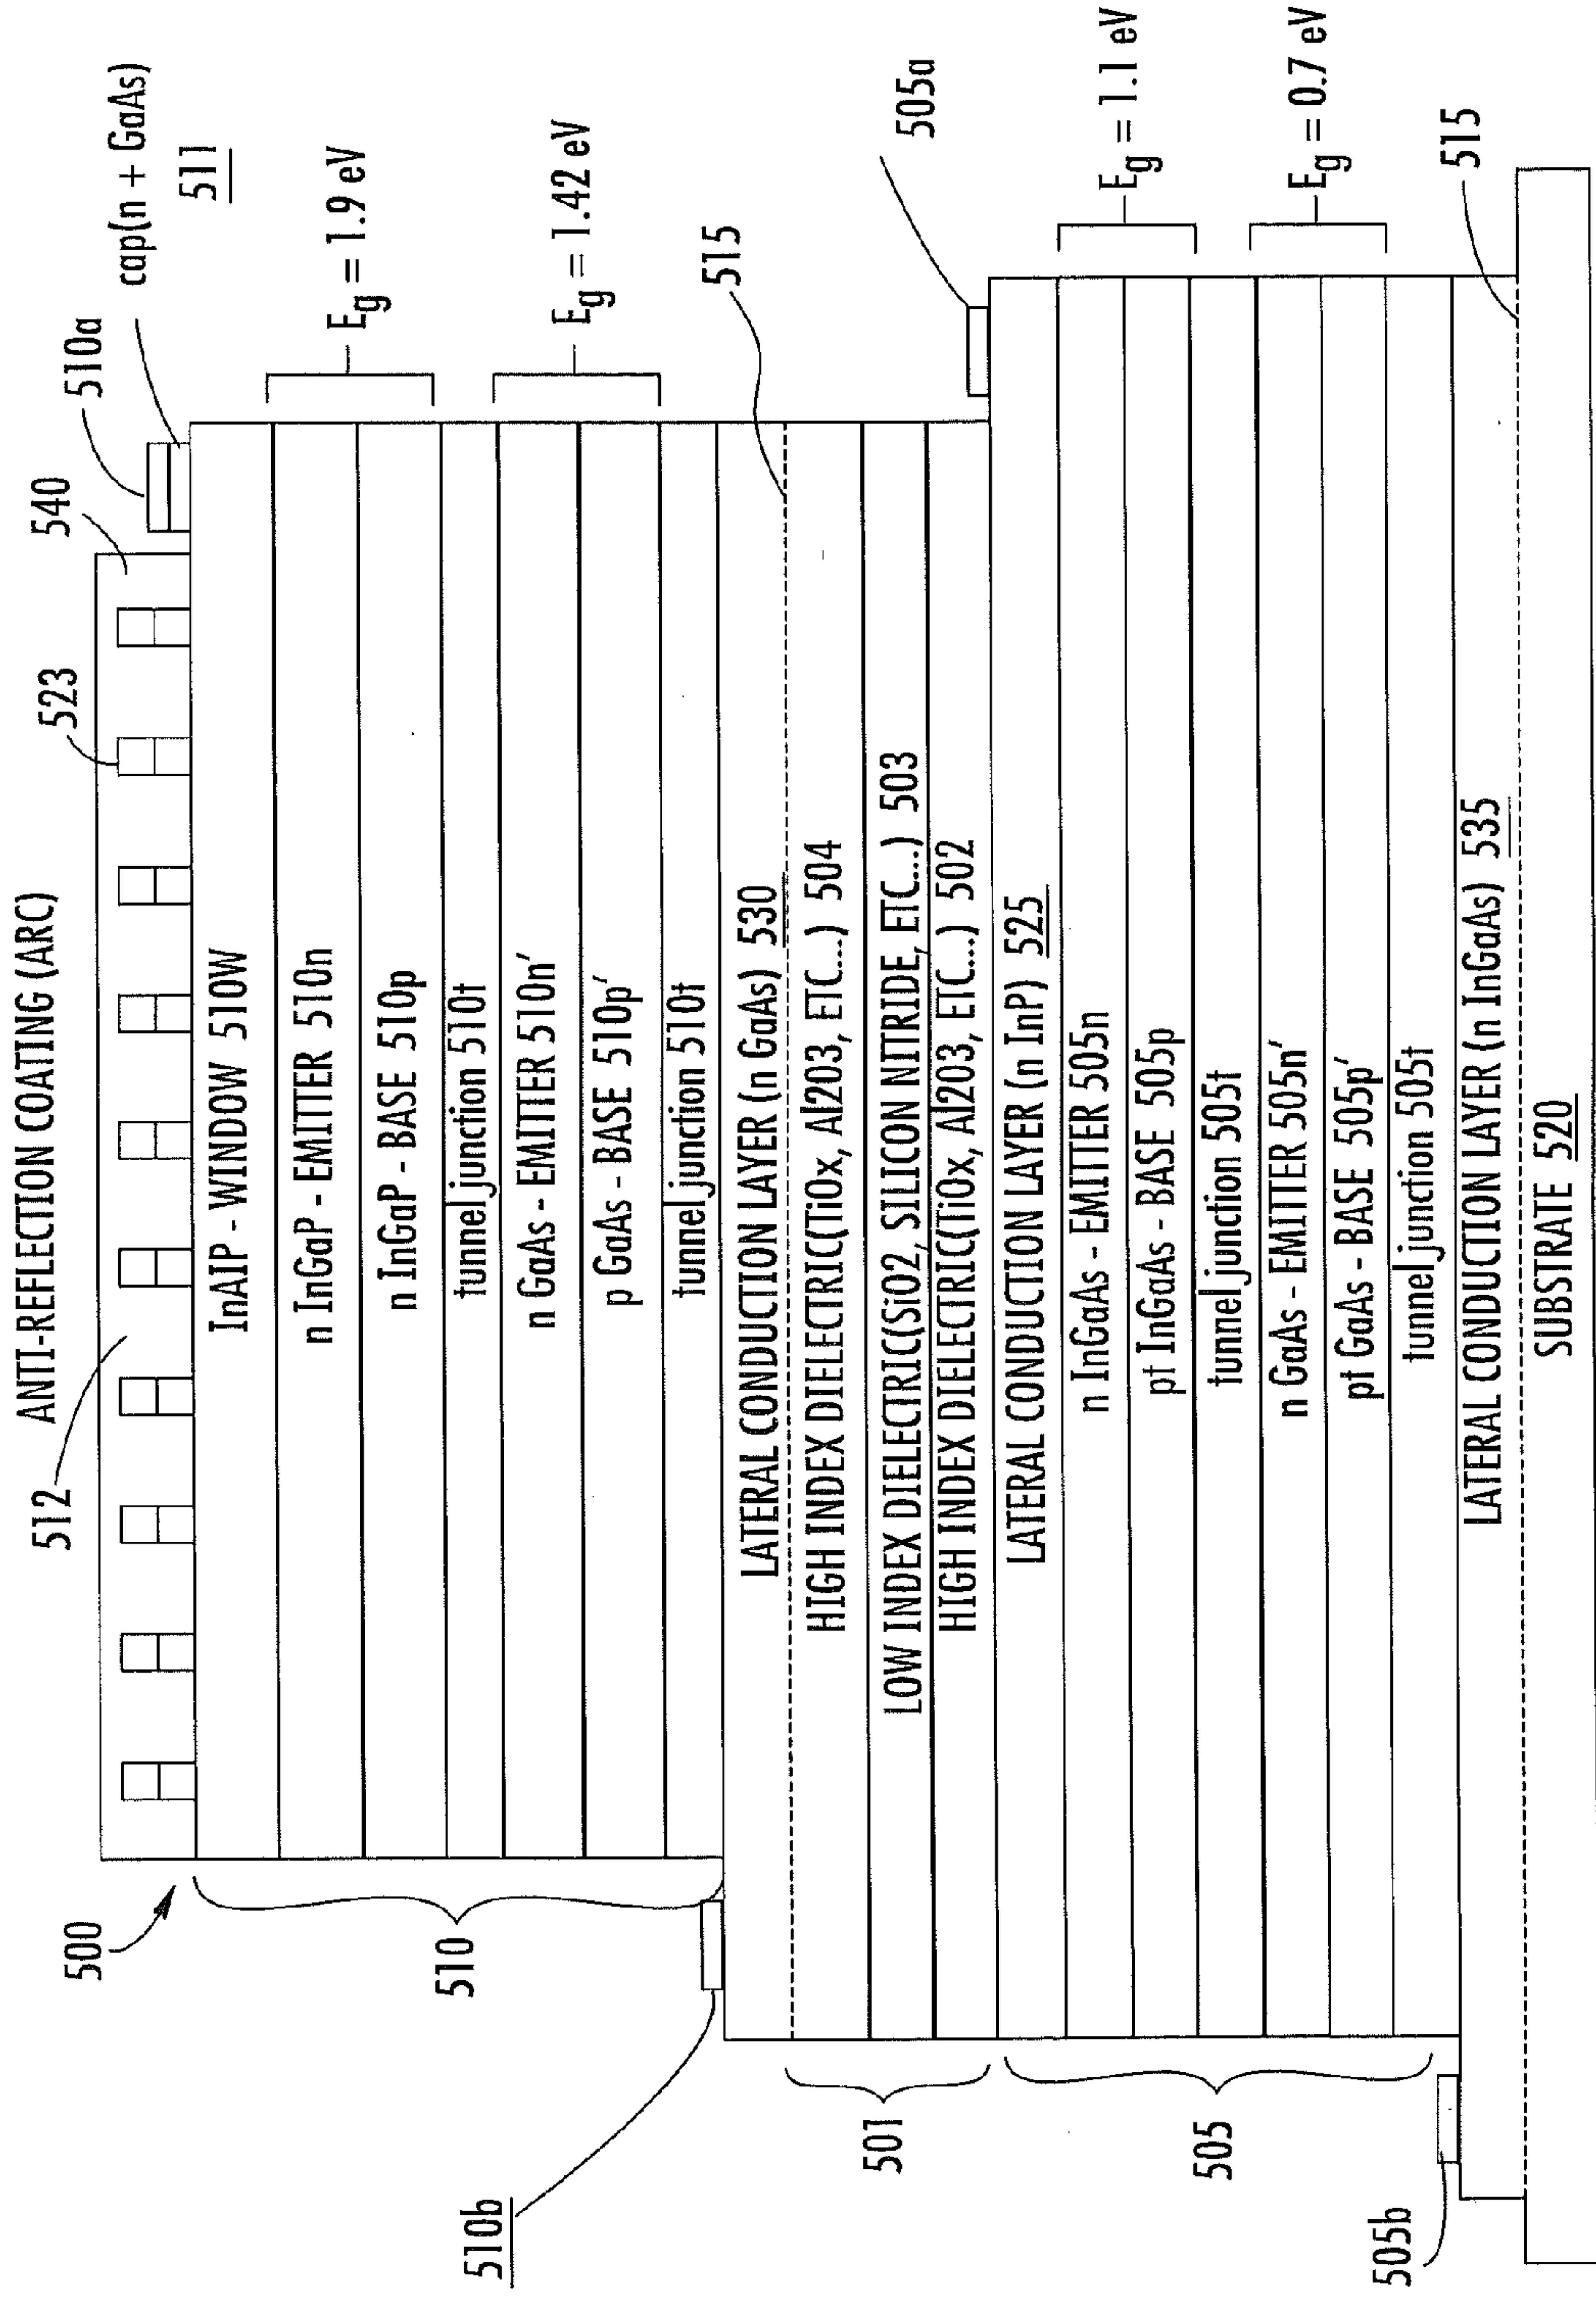 ANTI-REFLECTION COATING (ARC)
512
523
540
510a
cap(n + GaAs)
511
500
InAlP - WINDOW 510W
n InGaP - EMITTER 510n
n InGaP - BASE 510p
Eg = 1.9 eV
tunnel junction 510t
n GaAs - EMITTER 510n'
p GaAs - BASE 510p'
Eg = 1.42 eV
tunnel junction 510t
510
510b
LATERAL CONDUCTION LAYER (n GaAs) 530
515
HIGH INDEX DIELECTRIC(TiOx, Al2O3, ETC...) 504
LOW INDEX DIELECTRIC(SiO2, SILICON NITRIDE, ETC...) 503
HIGH INDEX DIELECTRIC(TiOx, Al2O3, ETC...) 502
501
505a
LATERAL CONDUCTION LAYER (n InP) 525
n InGaAs - EMITTER 505n
pt InGaAs - BASE 505p
Eg = 1.1 eV
tunnel junction 505t
n GaAs - EMITTER 505n'
pt GaAs - BASE 505p'
Eg = 0.7 eV
tunnel junction 505t
505
505b
LATERAL CONDUCTION LAYER (n InGaAs) 535
515
SUBSTRATE 520